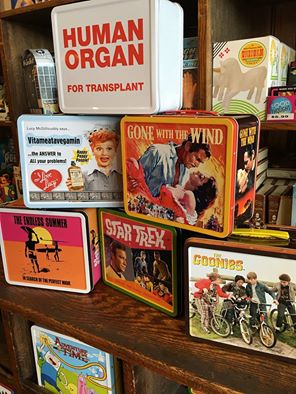 HUMAN
ORGAN
FOR TRANSPLANT
Lucy McGillicuddy says...
Vitameatavegamin
...the ANSWER to
ALL your problems!
I
Love
Lucy
GONE WITH THE WIND
GONE
WITH
THE
WIND
THE ENDLESS SUMMER
IN SEARCH OF THE PERFECT WAVE
STAR TREK
THE
GOONIES
ADVENTURE
TIME